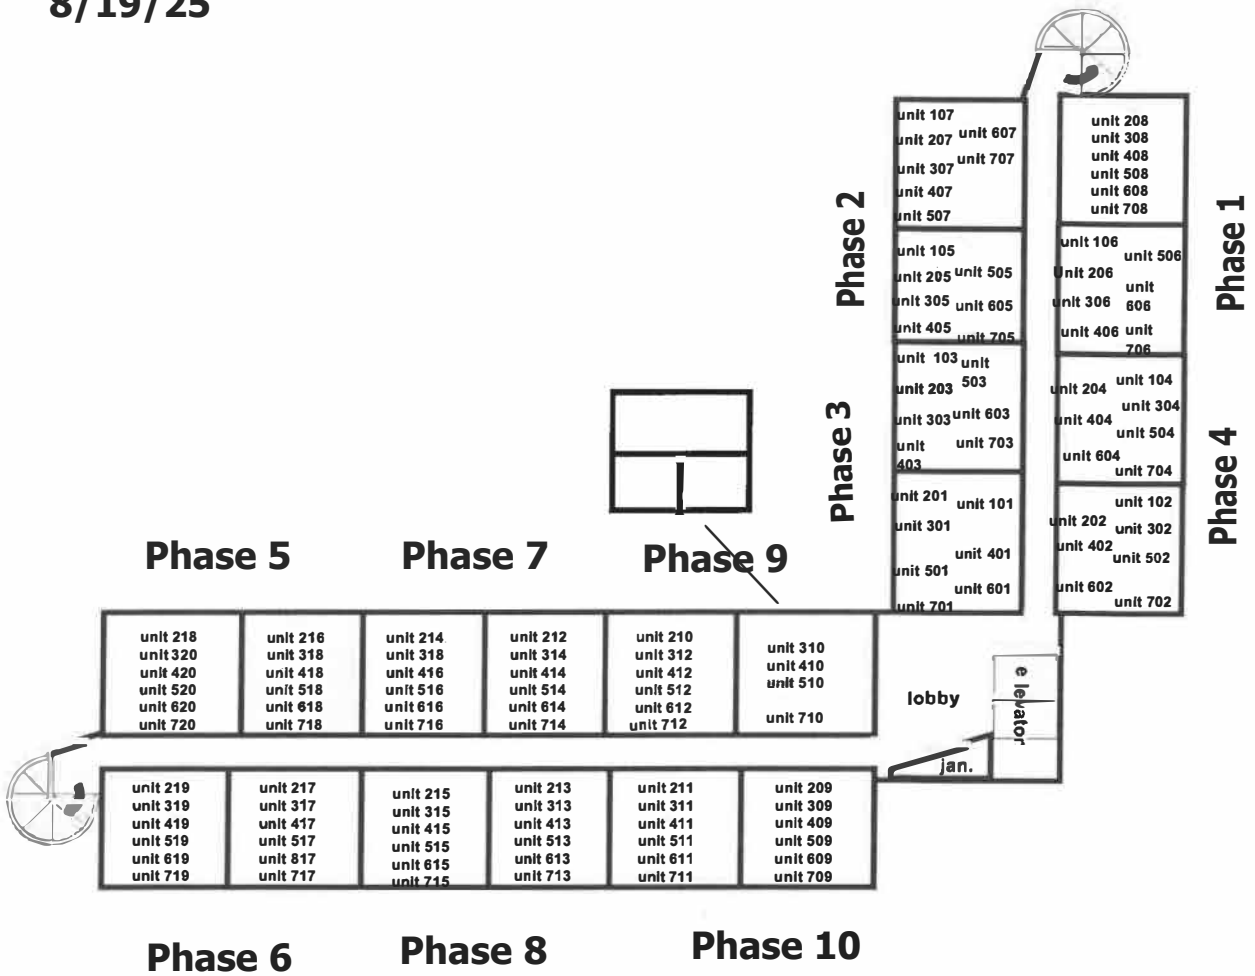 8/19/25
unit 107
unit 607
unit 207
unit 707
unit 307
unit 407
unit 507
unit 208
unit 308
unit 408
unit 508
unit 608
unit 708
Phase 2
Phase 1
unit 105
unit 205
unit 505
unit 305
unit 605
unit 405
unit 705
unit 106
unit 506
Unit 206
unit
606
unit 306
unit 406
unit
706
unit 103
unit
503
unit 203
unit 303
unit 603
unit
403
unit 703
unit 104
unit 204
unit 304
unit 404
unit 504
unit 604
unit 704
Phase 3
Phase 4
unit 201
unit 101
unit 301
unit 401
unit 501
unit 601
unit 701
unit 102
unit 202
unit 302
unit 402
unit 502
unit 602
unit 702
Phase 5
Phase 7
Phase 9
unit 218
unit 320
unit 420
unit 520
unit 620
unit 720
unit 216
unit 318
unit 418
unit 518
unit 618
unit 718
unit 214
unit 318
unit 416
unit 516
unit 616
unit 716
unit 212
unit 314
unit 414
unit 514
unit 614
unit 714
unit 210
unit 312
unit 412
unit 512
unit 612
unit 712
unit 310
unit 410
unit 510
unit 710
lobby
e levator
jan.
unit 219
unit 319
unit 419
unit 519
unit 619
unit 719
unit 217
unit 317
unit 417
unit 517
unit 817
unit 717
unit 215
unit 315
unit 415
unit 515
unit 615
unit 715
unit 213
unit 313
unit 413
unit 513
unit 613
unit 713
unit 211
unit 311
unit 411
unit 511
unit 611
unit 711
unit 209
unit 309
unit 409
unit 509
unit 609
unit 709
Phase 6
Phase 8
Phase 10